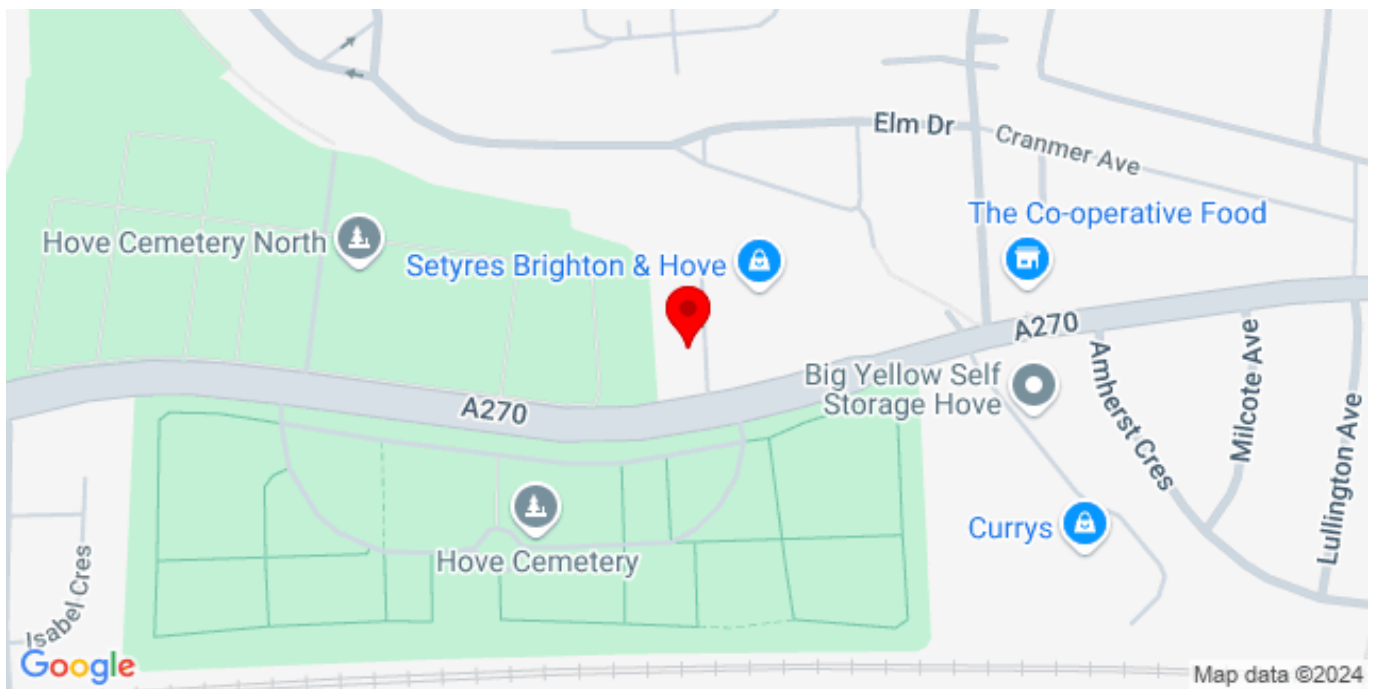 Elm Dr
Cranmer Ave
The Co-operative Food
Hove Cemetery North
Setyres Brighton & Hove
A270
Big Yellow Self
Storage Hove
A270
Amherst Cres
Milcote Ave
Lullington Ave
Hove Cemetery
Currys
Isabel Cres
Google
Map data ©2024